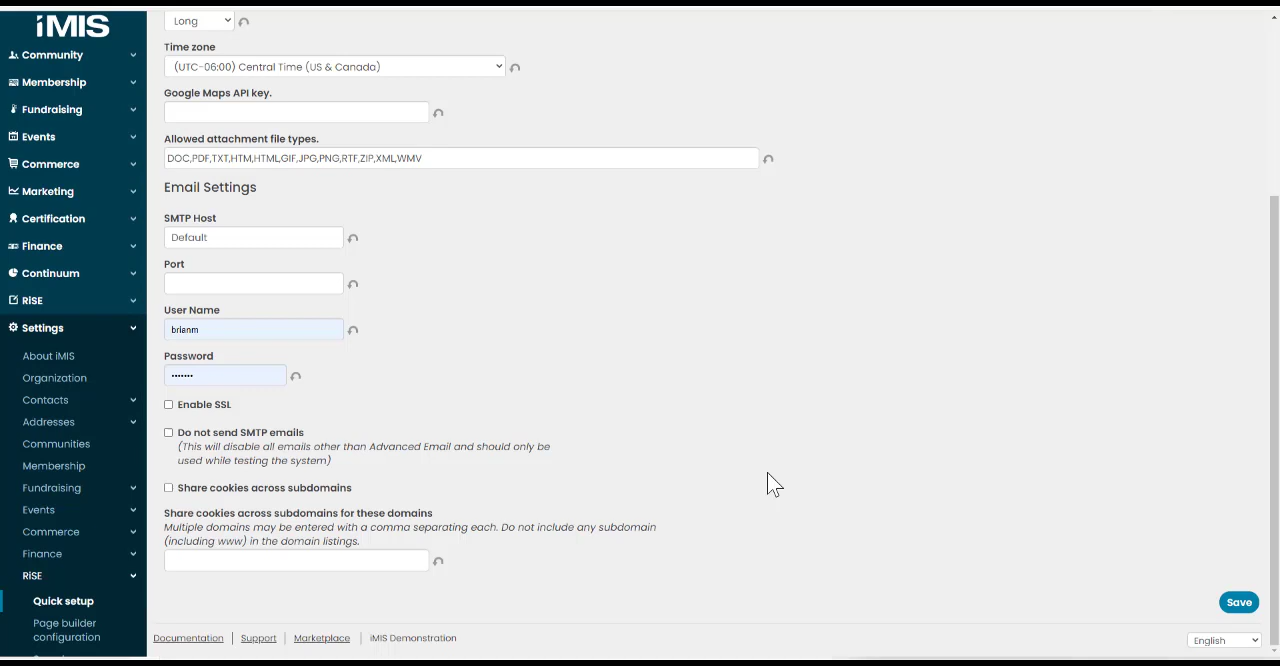 iMIS
Community
Membership
Fundraising
Events
Commerce
Marketing
Certification
Finance
Continuum
RiSE
Settings
About iMIS
Organization
Contacts
Addresses
Communities
Membership
Fundraising
Events
Commerce
Finance
RiSE
Quick setup
Page builder
configuration
Long
Time zone
(UTC-06:00) Central Time (US & Canada)
Google Maps API key.
Allowed attachment file types.
DOC,PDF,TXT,HTM,HTML,GIF,JPG,PNG,RTF,ZIP,XML,WMV
Email Settings
SMTP Host
Default
Port
User Name
brianm
Password
•••••••
Enable SSL
Do not send SMTP emails
(This will disable all emails other than Advanced Email and should only be
used while testing the system)
Share cookies across subdomains
Share cookies across subdomains for these domains
Multiple domains may be entered with a comma separating each. Do not include any subdomain
(including www) in the domain listings.
Save
Documentation | Support | Marketplace | iMIS Demonstration
English